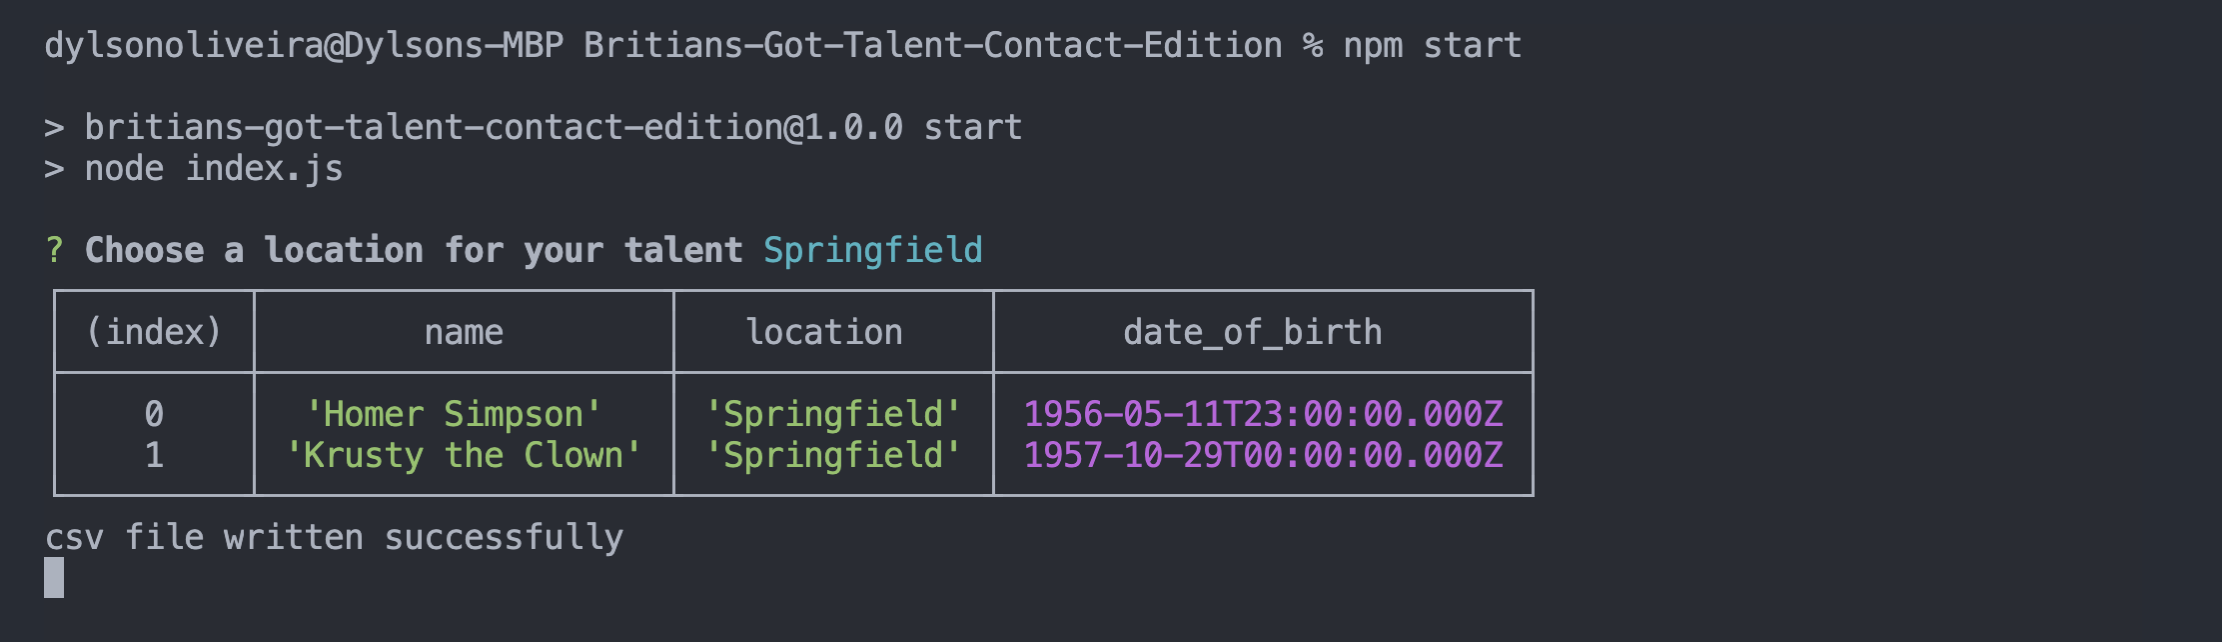 dylsonoliveira@Dylsons-MBP Britians-Got-Talent-Contact-Edition % npm start
> britians-got-talent-contact-edition@1.0.0 start
> node index.js
? Choose a location for your talent Springfield
(index) name location date_of_birth
0 'Homer Simpson' 'Springfield' 1956-05-11T23:00:00.000Z
1 'Krusty the Clown' 'Springfield' 1957-10-29T00:00:00.000Z
csv file written successfully